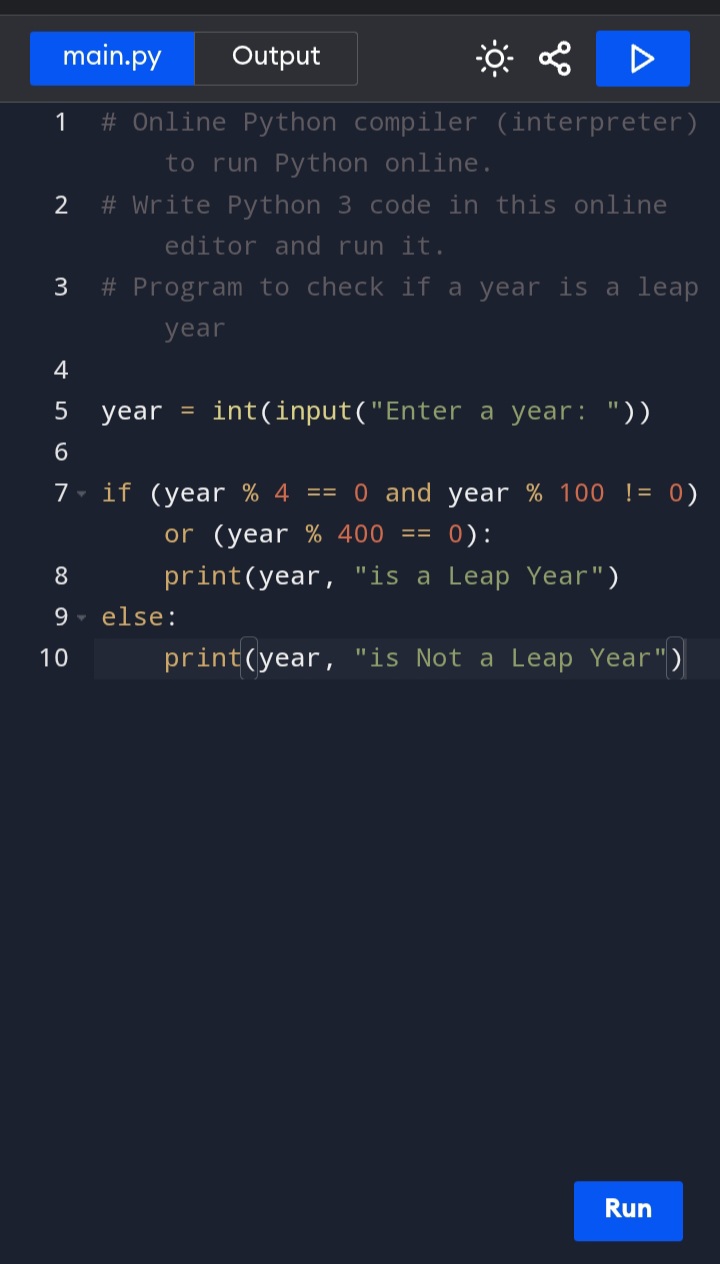 main.py Output
1 # Online Python compiler (interpreter)
to run Python online.
2 # Write Python 3 code in this online
editor and run it.
3 # Program to check if a year is a leap
year
4
5 year = int(input("Enter a year: "))
6
7 if (year % 4 == 0 and year % 100 != 0)
or (year % 400 == 0):
8 print(year, "is a Leap Year")
9 else:
10 print(year, "is Not a Leap Year")
Run